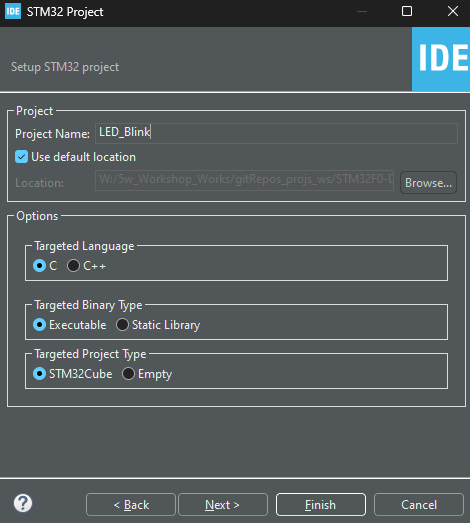 IDE STM32 Project
Setup STM32 project
IDE
Project
Project Name: LED_Blink
Use default location
Location: W:/5w_Workshop_Works/gitRepos_projs_ws/STM32F0-D Browse...
Options
Targeted Language
C C++
Targeted Binary Type
Executable Static Library
Targeted Project Type
STM32Cube Empty
? < Back Next > Finish Cancel